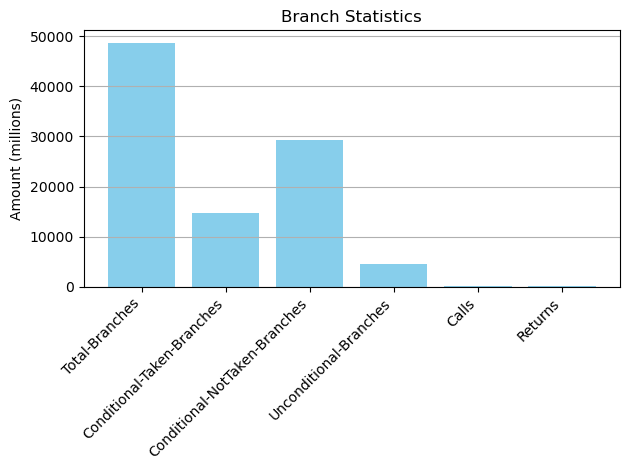 Branch Statistics
Amount (millions)
50000
40000
30000
20000
10000
0
Total-Branches
Conditional-Taken-Branches
Conditional-NotTaken-Branches
Unconditional-Branches
Calls
Returns